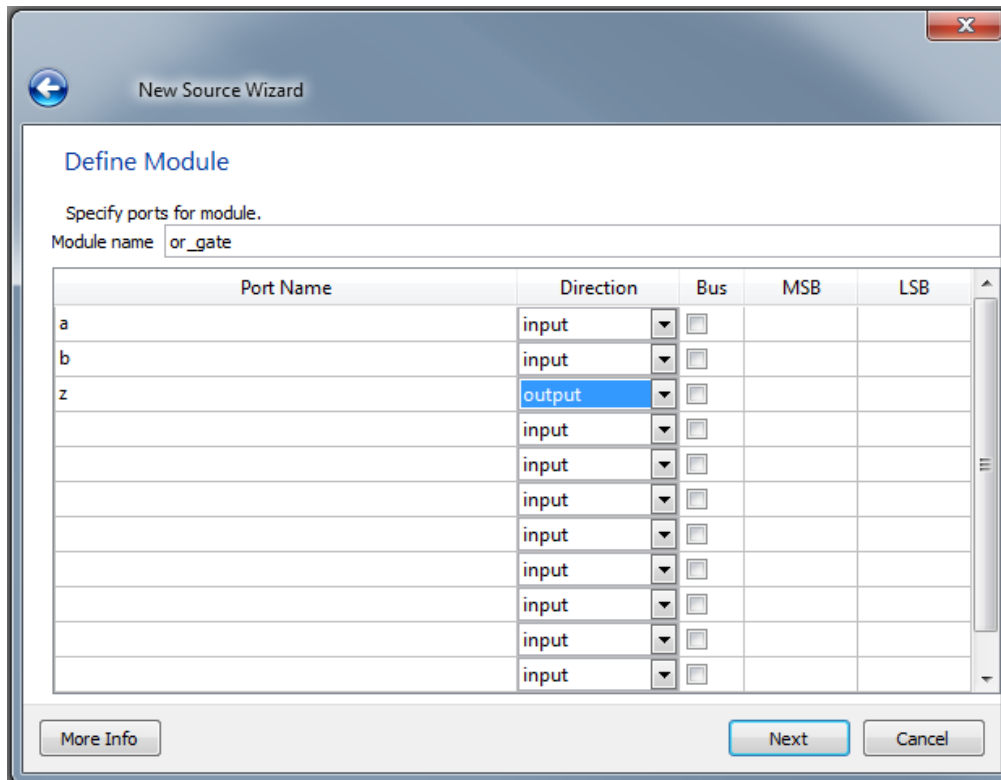 New Source Wizard
Define Module
Specify ports for module.
Module name or_gate
Port Name Direction Bus MSB LSB
a input
b input
z output
input
input
input
input
input
input
input
input
More Info Next Cancel